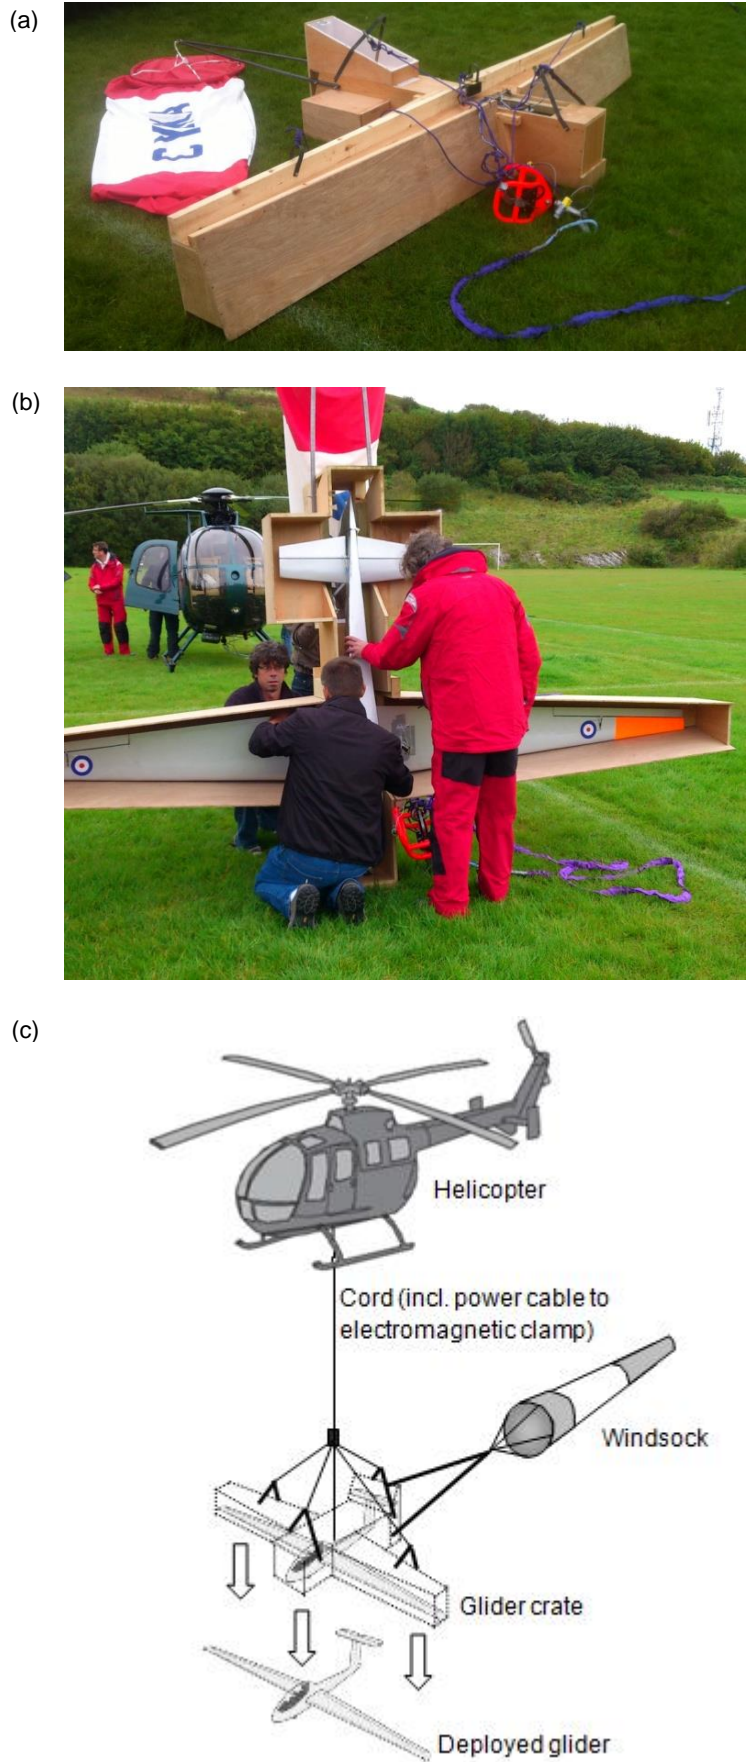 (a)
(b)
(c)
Helicopter
Cord (incl. power cable to
electromagnetic clamp)
Windsock
Glider crate
Deployed glider